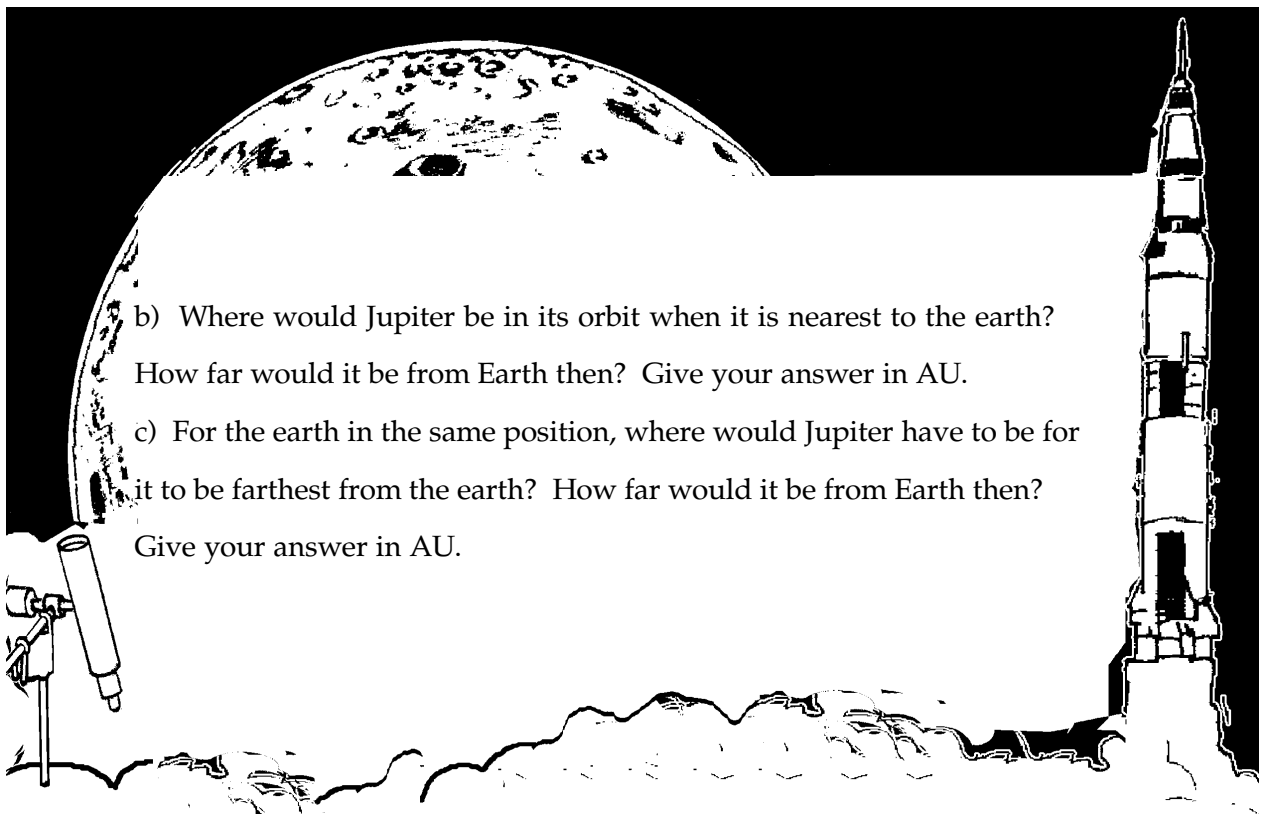 b) Where would Jupiter be in its orbit when it is nearest to the earth?
How far would it be from Earth then? Give your answer in AU.
c) For the earth in the same position, where would Jupiter have to be for
it to be farthest from the earth? How far would it be from Earth then?
Give your answer in AU.